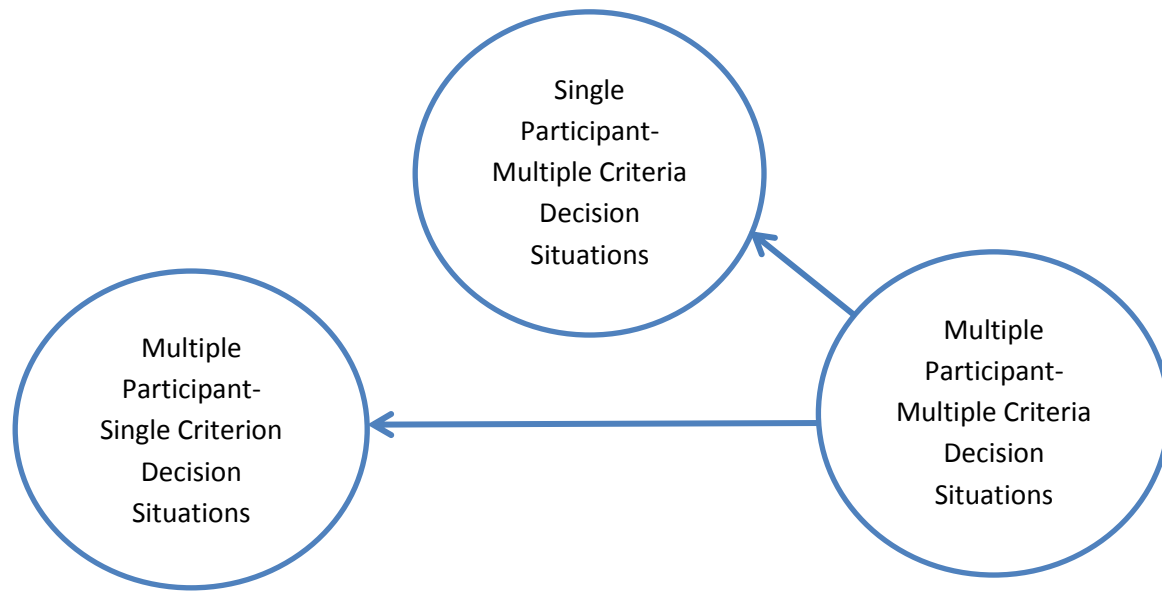 Single
Participant-
Multiple Criteria
Decision
Situations
Multiple
Participant-
Single Criterion
Decision
Situations
Multiple
Participant-
Multiple Criteria
Decision
Situations